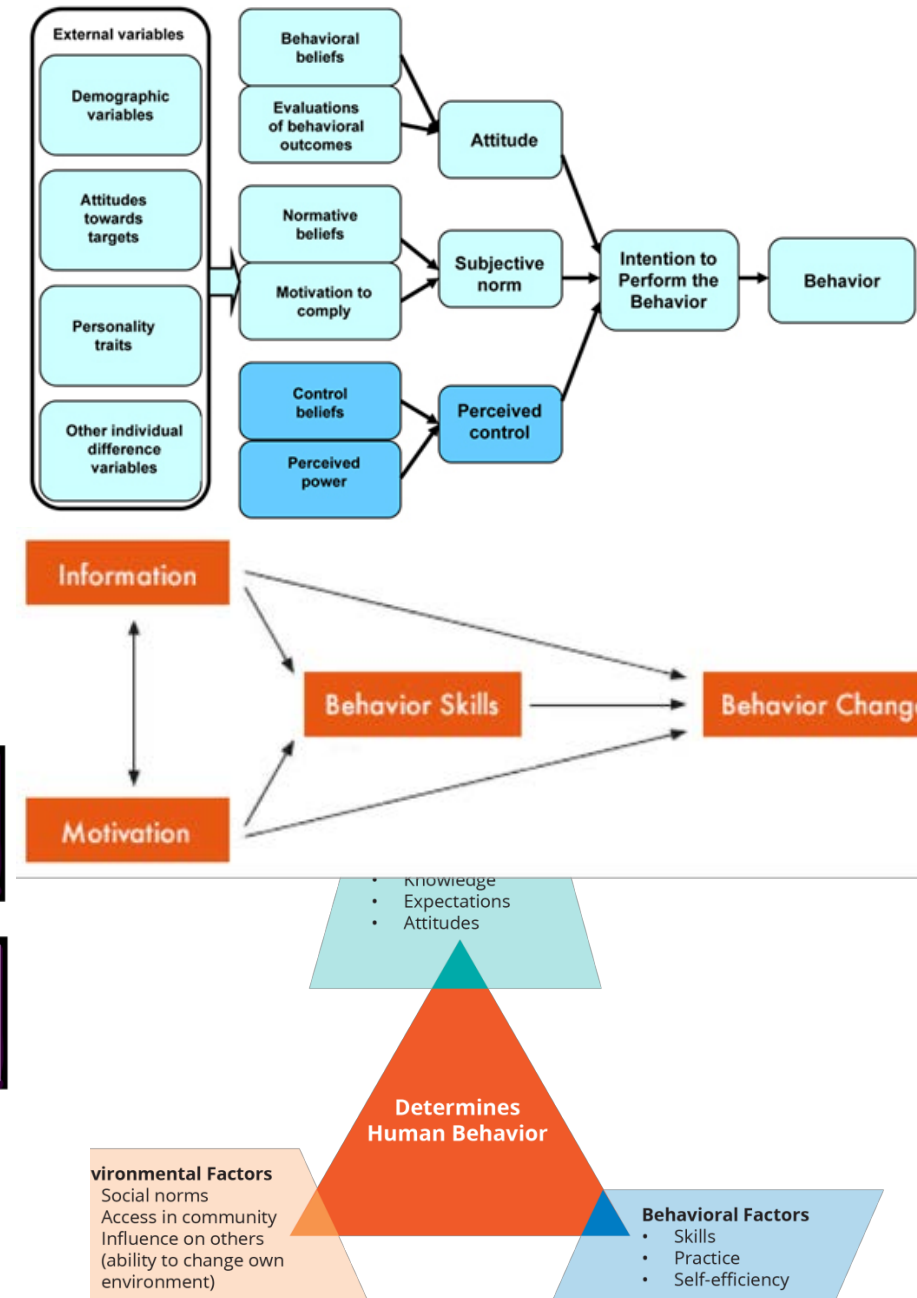 External variables
Demographic
variables
Attitudes
towards
targets
Personality
traits
Other individual
difference
variables
Behavioral
beliefs
Evaluations
of behavioral
outcomes
Normative
beliefs
Motivation to
comply
Control
beliefs
Perceived
power
Attitude
Subjective
norm
Perceived
control
Intention to
Perform the
Behavior
Behavior
Information
Behavior Skills
Behavior Change
Motivation
• Knowledge
• Expectations
• Attitudes
Determines
Human Behavior
vironmental Factors
Social norms
Access in community
Influence on others
(ability to change own
environment)
Behavioral Factors
• Skills
• Practice
• Self-efficiency